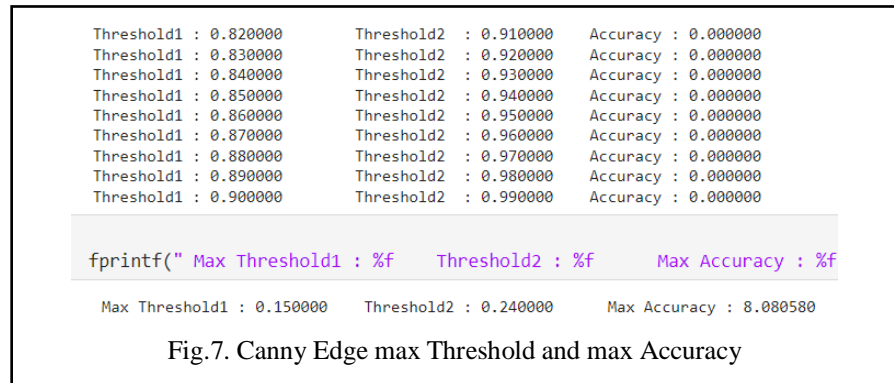 Threshold1 : 0.820000 Threshold2 : 0.910000 Accuracy : 0.000000
Threshold1 : 0.830000 Threshold2 : 0.920000 Accuracy : 0.000000
Threshold1 : 0.840000 Threshold2 : 0.930000 Accuracy : 0.000000
Threshold1 : 0.850000 Threshold2 : 0.940000 Accuracy : 0.000000
Threshold1 : 0.860000 Threshold2 : 0.950000 Accuracy : 0.000000
Threshold1 : 0.870000 Threshold2 : 0.960000 Accuracy : 0.000000
Threshold1 : 0.880000 Threshold2 : 0.970000 Accuracy : 0.000000
Threshold1 : 0.890000 Threshold2 : 0.980000 Accuracy : 0.000000
Threshold1 : 0.900000 Threshold2 : 0.990000 Accuracy : 0.000000
fprintf(" Max Threshold1 : %f Threshold2 : %f Max Accuracy : %f
Max Threshold1 : 0.150000 Threshold2 : 0.240000 Max Accuracy : 8.080580
Fig.7. Canny Edge max Threshold and max Accuracy